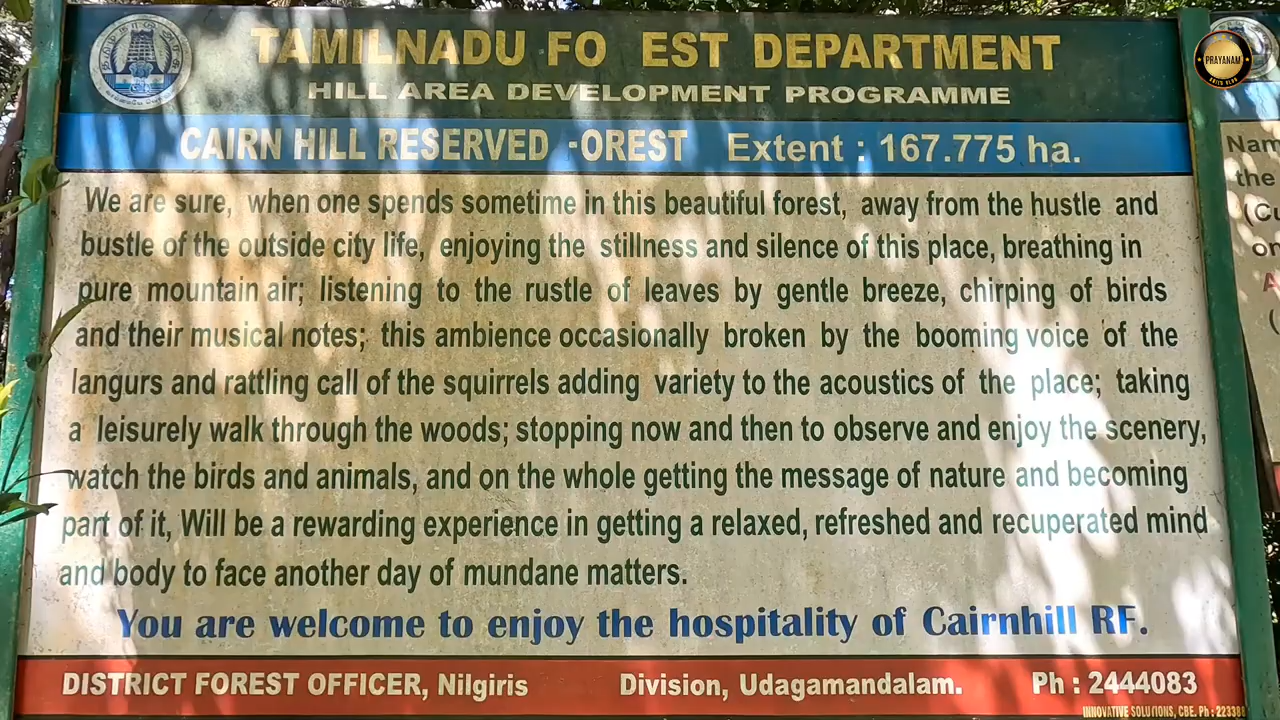 TAMILNADU FO EST DEPARTMENT
HILL AREA DEVELOPMENT PROGRAMME
CAIRN HILL RESERVED -OREST Extent : 167.775 ha.
We are sure, when one spends sometime in this beautiful forest, away from the hustle and
bustle of the outside city life, enjoying the stillness and silence of this place, breathing in
pure mountain air; listening to the rustle of leaves by gentle breeze, chirping of birds
and their musical notes; this ambience occasionally broken by the booming voice of the
langurs and rattling call of the squirrels adding variety to the acoustics of the place; taking
a leisurely walk through the woods; stopping now and then to observe and enjoy the scenery,
watch the birds and animals, and on the whole getting the message of nature and becoming
part of it, Will be a rewarding experience in getting a relaxed, refreshed and recuperated mind
and body to face another day of mundane matters.
You are welcome to enjoy the hospitality of Cairnhill RF.
DISTRICT FOREST OFFICER, Nilgiris Division, Udagamandalam. Ph : 2444083
INNOVATIVE SOLUTIONS, CBE. Ph : 223388
PRAYANAM
Nam
the
on